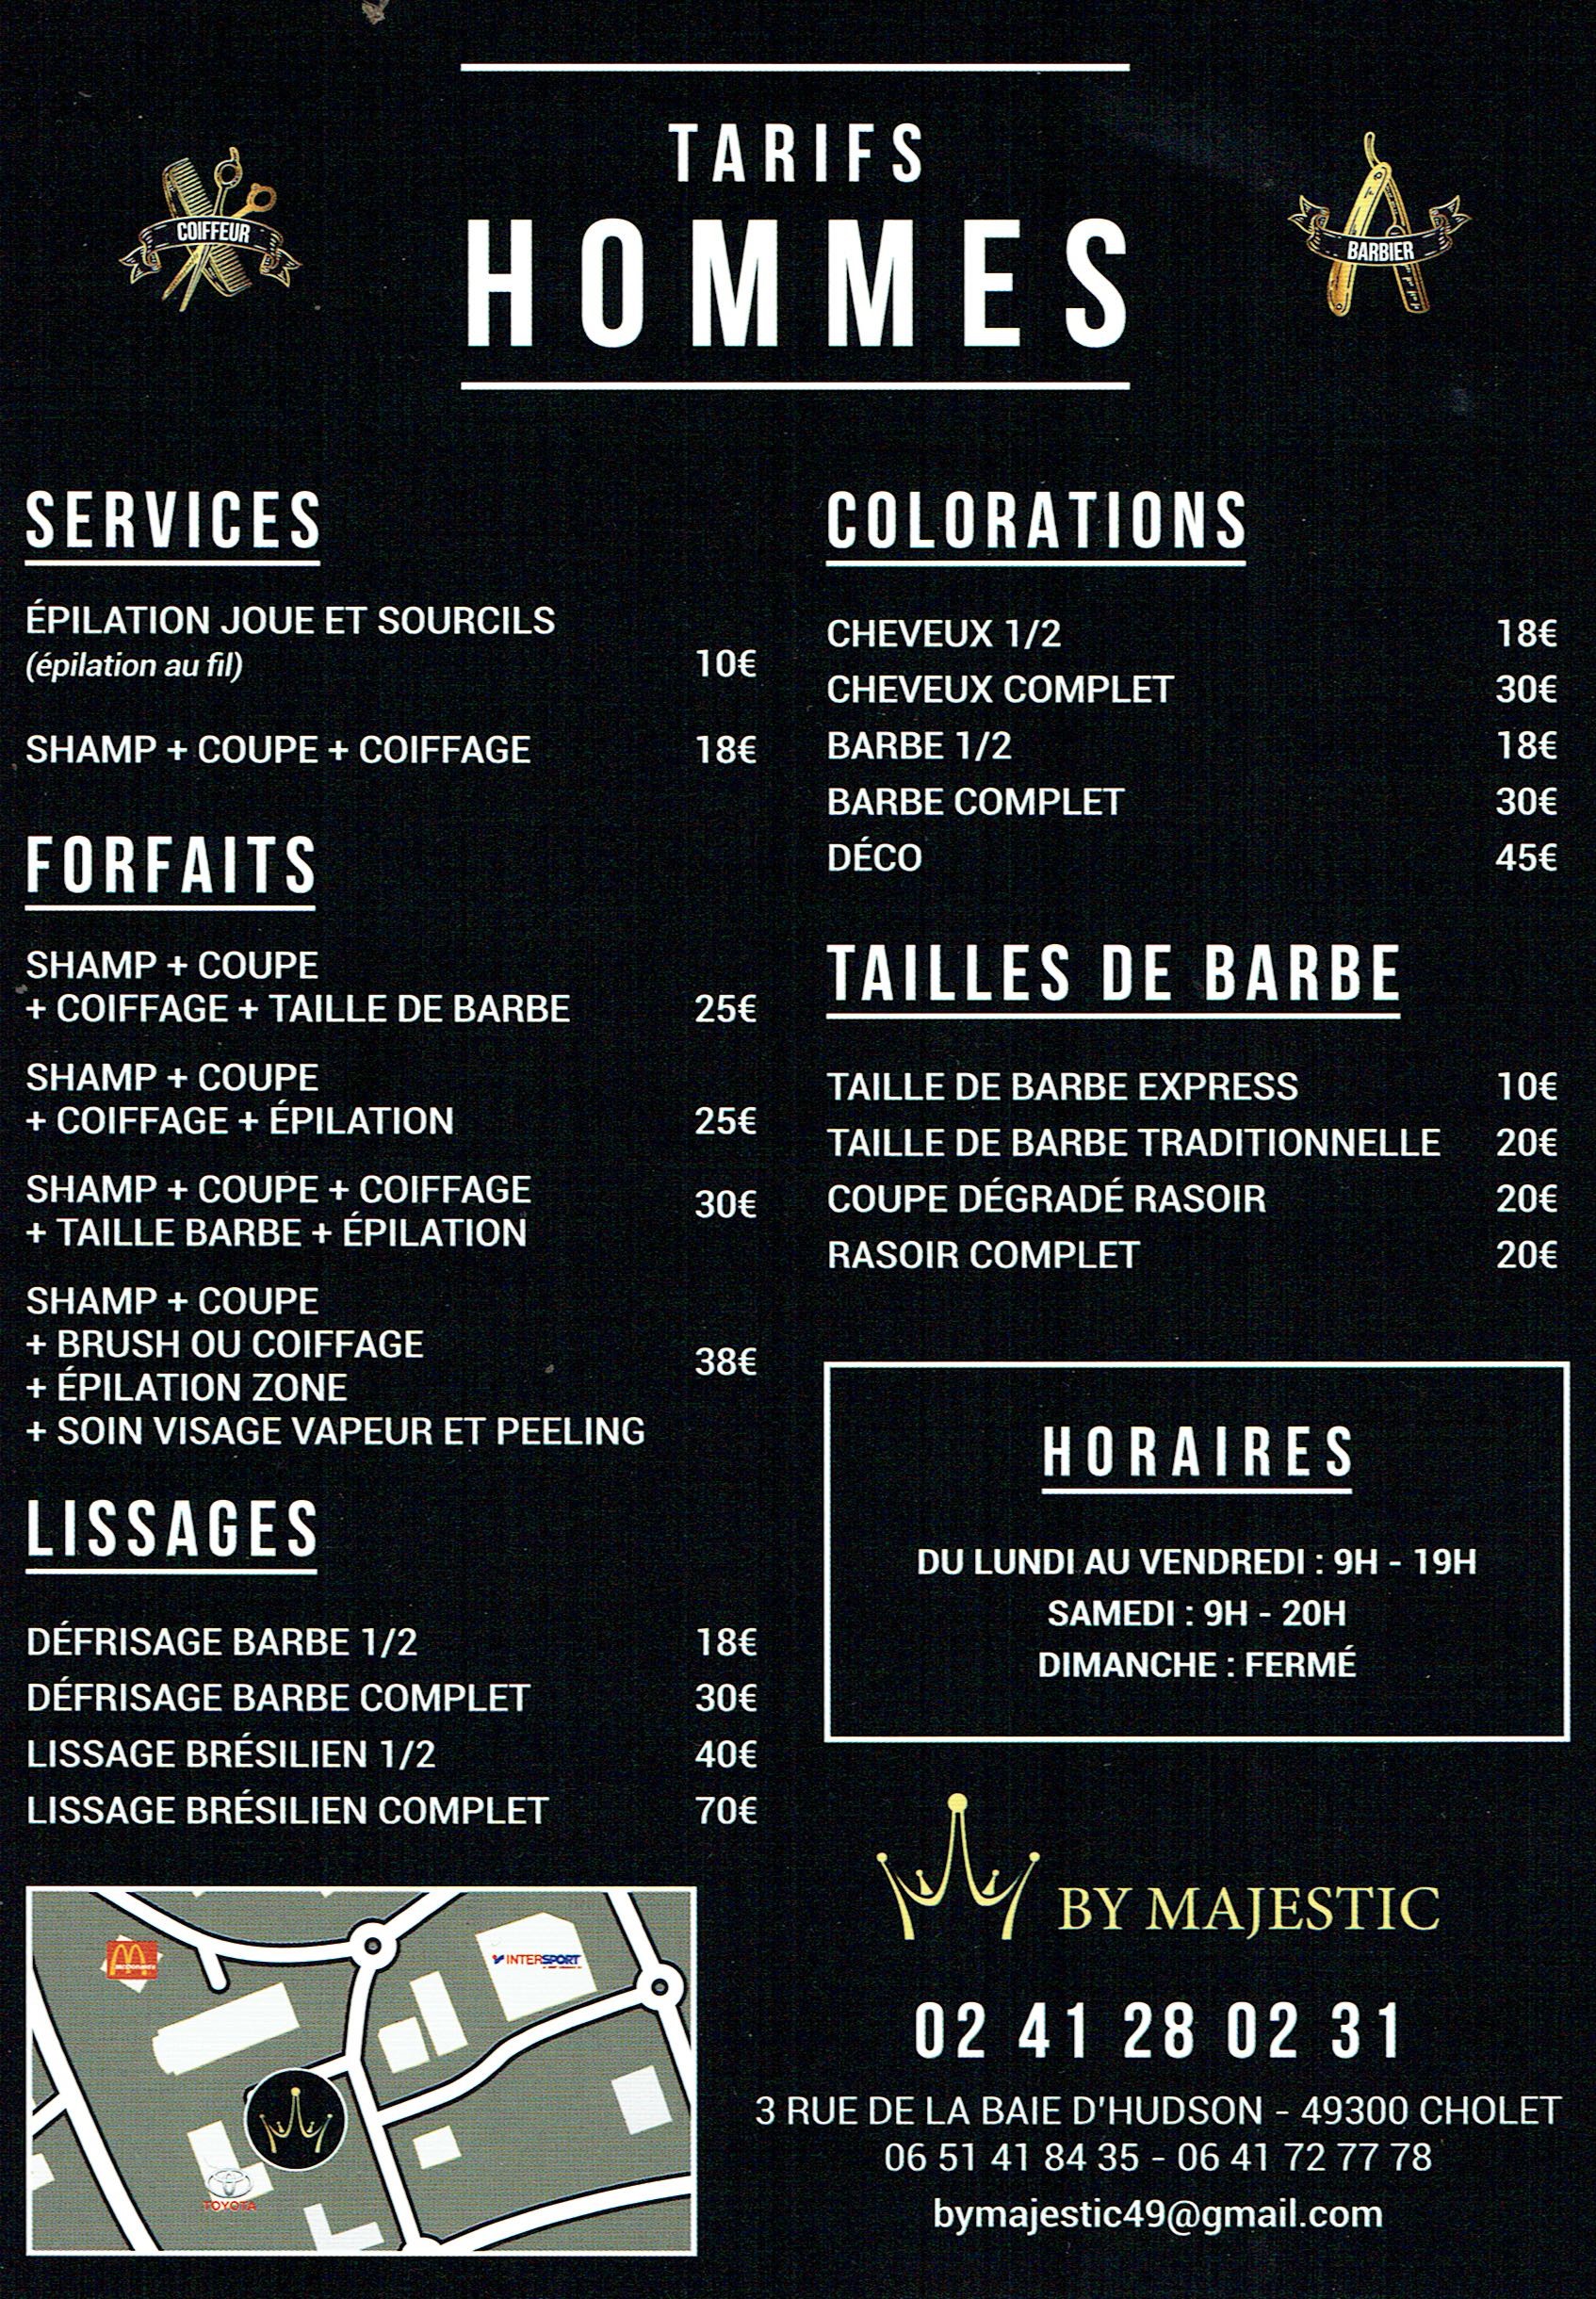 TARIFS
HOMMES
COIFFEUR
BARBIER
SERVICES
ÉPILATION JOUE ET SOURCILS
(épilation au fil) 10€
SHAMP + COUPE + COIFFAGE 18€
FORFAITS
SHAMP + COUPE
+ COIFFAGE + TAILLE DE BARBE 25€
SHAMP + COUPE
+ COIFFAGE + ÉPILATION 25€
SHAMP + COUPE + COIFFAGE
+ TAILLE BARBE + ÉPILATION 30€
SHAMP + COUPE
+ BRUSH OU COIFFAGE
+ ÉPILATION ZONE 38€
+ SOIN VISAGE VAPEUR ET PEELING
LISSAGES
DÉFRISAGE BARBE 1/2 18€
DÉFRISAGE BARBE COMPLET 30€
LISSAGE BRÉSILIEN 1/2 40€
LISSAGE BRÉSILIEN COMPLET 70€
McDonald's
INTERSPORT
TOYOTA
COLORATIONS
CHEVEUX 1/2 18€
CHEVEUX COMPLET 30€
BARBE 1/2 18€
BARBE COMPLET 30€
DÉCO 45€
TAILLES DE BARBE
TAILLE DE BARBE EXPRESS 10€
TAILLE DE BARBE TRADITIONNELLE 20€
COUPE DÉGRADÉ RASOIR 20€
RASOIR COMPLET 20€
HORAIRES
DU LUNDI AU VENDREDI : 9H - 19H
SAMEDI : 9H - 20H
DIMANCHE : FERMÉ
BY MAJESTIC
02 41 28 02 31
3 RUE DE LA BAIE D'HUDSON - 49300 CHOLET
06 51 41 84 35 - 06 41 72 77 78
bymajestic49@gmail.com